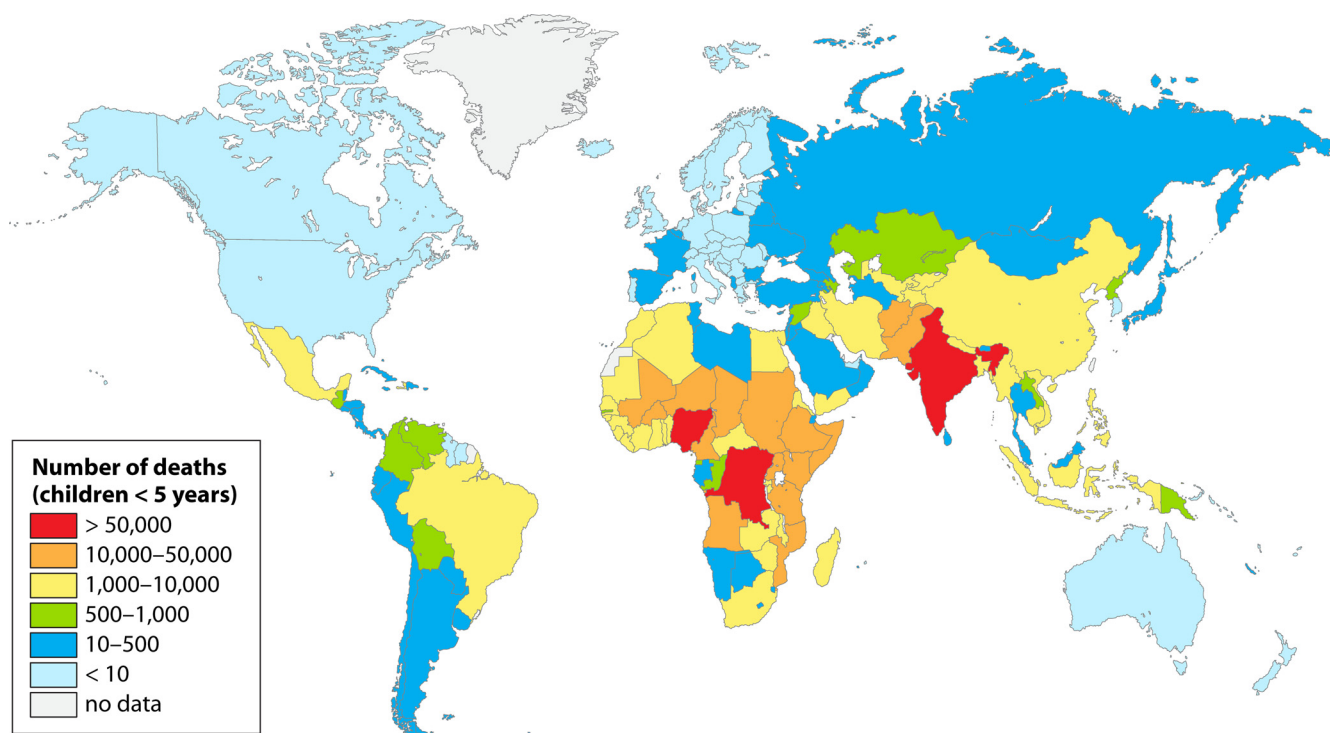 Number of deaths
(children < 5 years)
> 50,000
10,000–50,000
1,000–10,000
500–1,000
10–500
< 10
no data